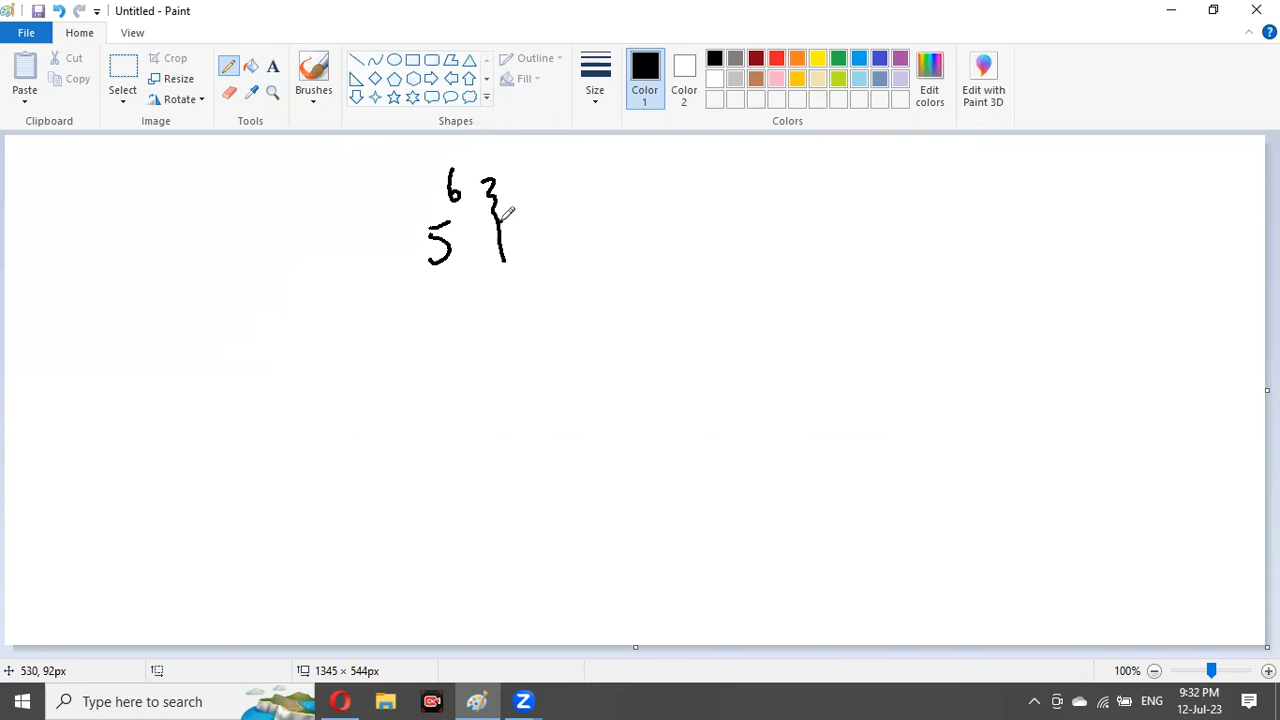 Untitled - Paint
File Home View
Paste
Cut
Copy
Clipboard
Select
Crop
Resize
Rotate
Image
A
Tools
Brushes
Outline
Fill
Shapes
Size
Color 1
Color 2
Edit colors
Colors
Edit with Paint 3D
6
5
530, 92px
1345 × 544px
100%
Type here to search
Z
ENG
9:32 PM
12-Jul-23